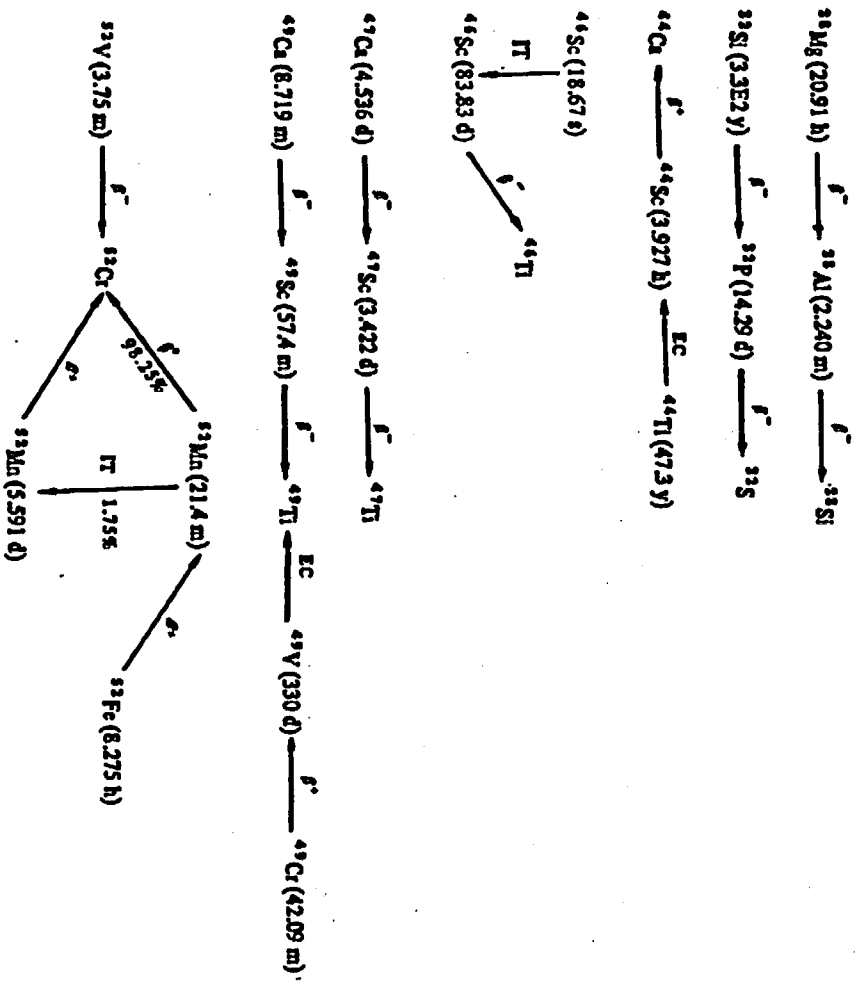 ²⁸Mg (20.91 h) β⁻ ²⁸Al (2.240 m) β⁻ ²⁸Si
³²Si (3.3E2 y) β⁻ ³²P (14.29 d) β⁻ ³²S
⁴⁴Ca β⁺ ⁴⁴Sc (3.927 h) EC ⁴⁴Ti (47.3 y)
⁴⁶Sc (18.67 s)
IT
⁴⁶Sc (83.83 d) β⁻ ⁴⁶Ti
⁴⁷Ca (4.536 d) β⁻ ⁴⁷Sc (3.422 d) β⁻ ⁴⁷Ti
⁴⁹Ca (8.719 m) β⁻ ⁴⁹Sc (57.4 m) β⁻ ⁴⁹Ti EC ⁴⁹V (330 d) β⁺ ⁴⁹Cr (42.09 m)
⁵²Mn (21.4 m) β⁺ ⁵²Fe (8.275 h)
β⁺ 98.25%
⁵²V (3.75 m) β⁻ ⁵²Cr IT 1.75%
β⁺
⁵²Mn (5.591 d)